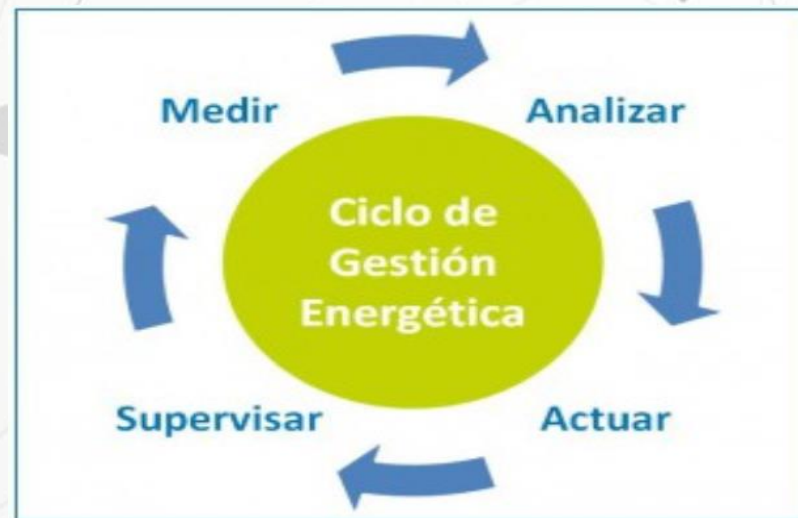 Medir
Analizar
Ciclo de
Gestión
Energética
Supervisar
Actuar